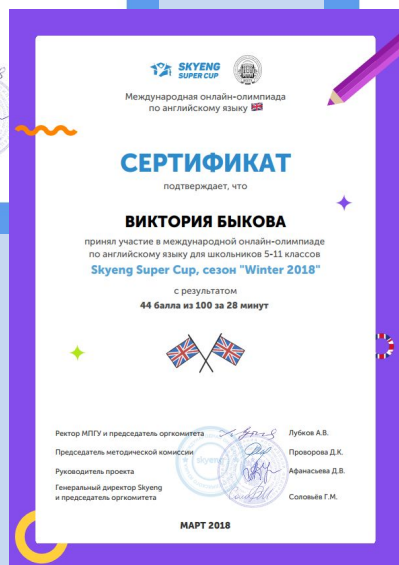 SKYENG
SUPER CUP
Международная онлайн-олимпиада
по английскому языку
СЕРТИФИКАТ
подтверждает, что
ВИКТОРИЯ БЫКОВА
принял участие в международной онлайн-олимпиаде
по английскому языку для школьников 5-11 классов
Skyeng Super Cup, сезон "Winter 2018"
с результатом
44 балла из 100 за 28 минут
Ректор МПГУ и председатель оргкомитета Лубков А.В.
Председатель методической комиссии Проворова Д.К.
Руководитель проекта Афанасьева Д.В.
Генеральный директор Skyeng
и председатель оргкомитета Соловьёв Г.М.
skyeng
МАРТ 2018